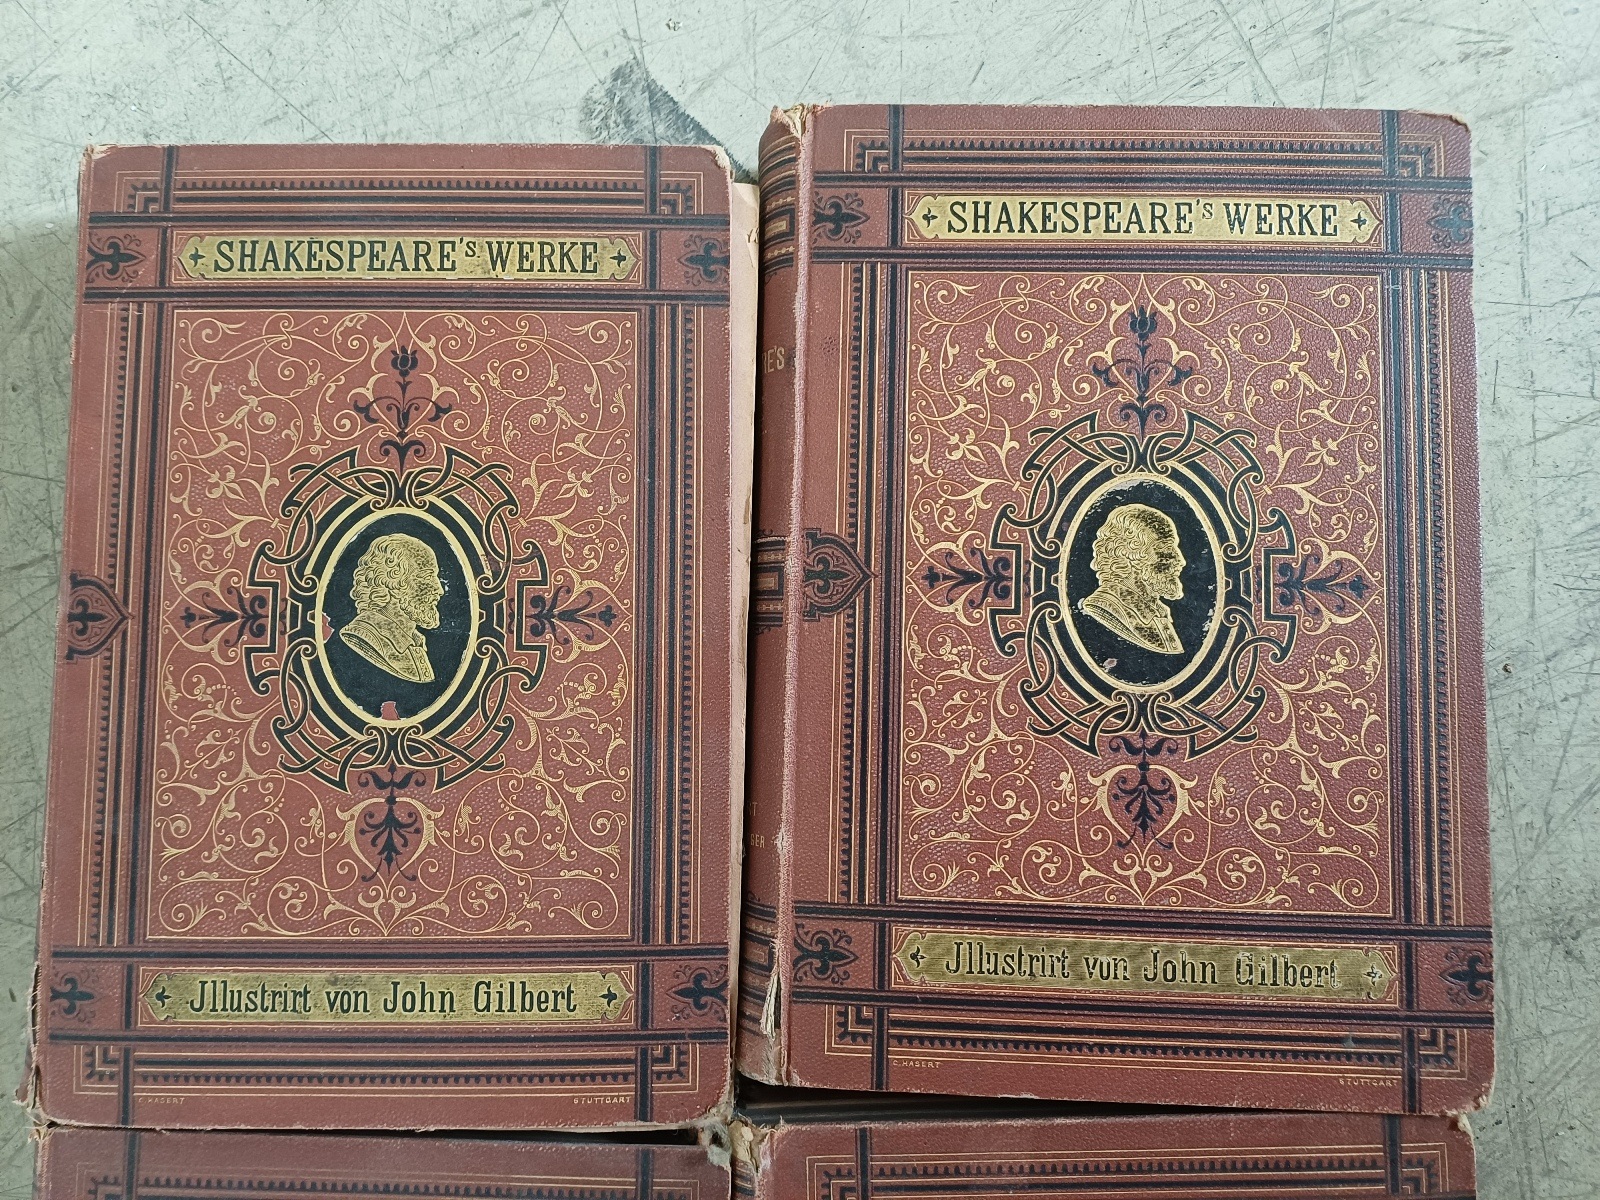 SHAKESPEARE's WERKE
Jllustrirt von John Gilbert
C. HASERT
STUTTGART
SHAKESPEARE's WERKE
Jllustrirt von John Gilbert
C. HASERT
STUTTGART